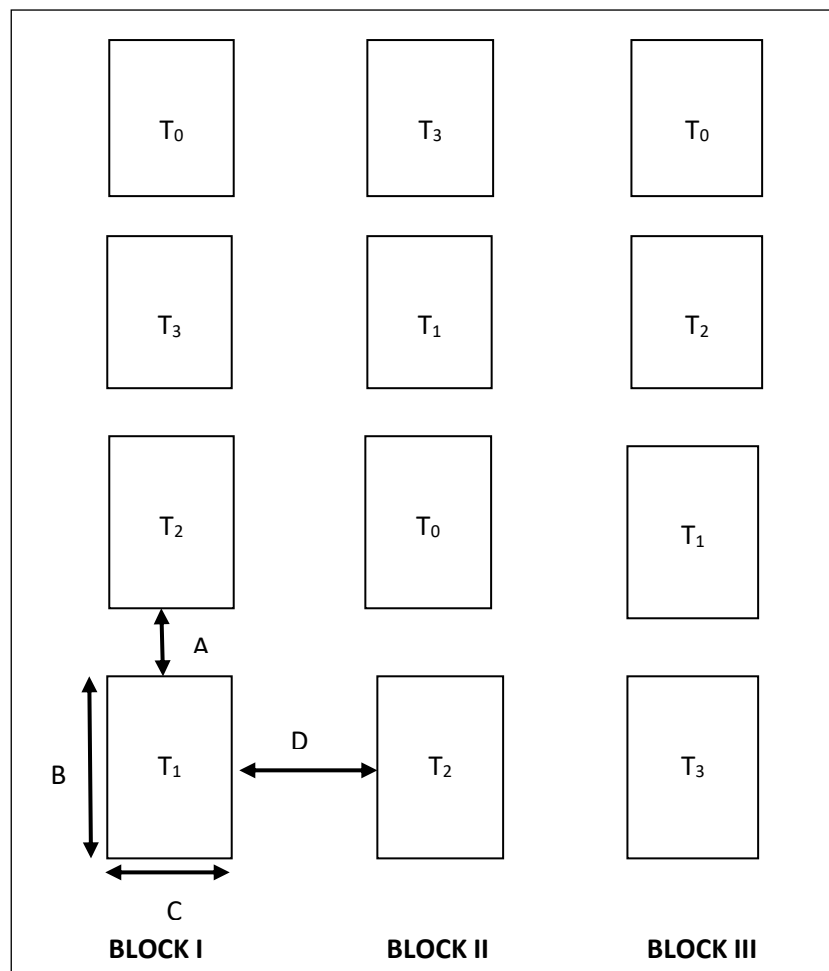 T₀ T₃ T₀
T₃ T₁ T₂
T₂ T₀ T₁
A
D
B T₁ T₂ T₃
C
BLOCK I BLOCK II BLOCK III